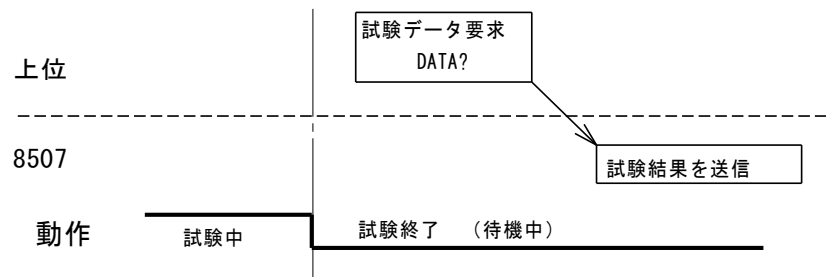 試験データ要求
DATA?
上位
8507
試験結果を送信
動作
試験中
試験終了　（待機中）